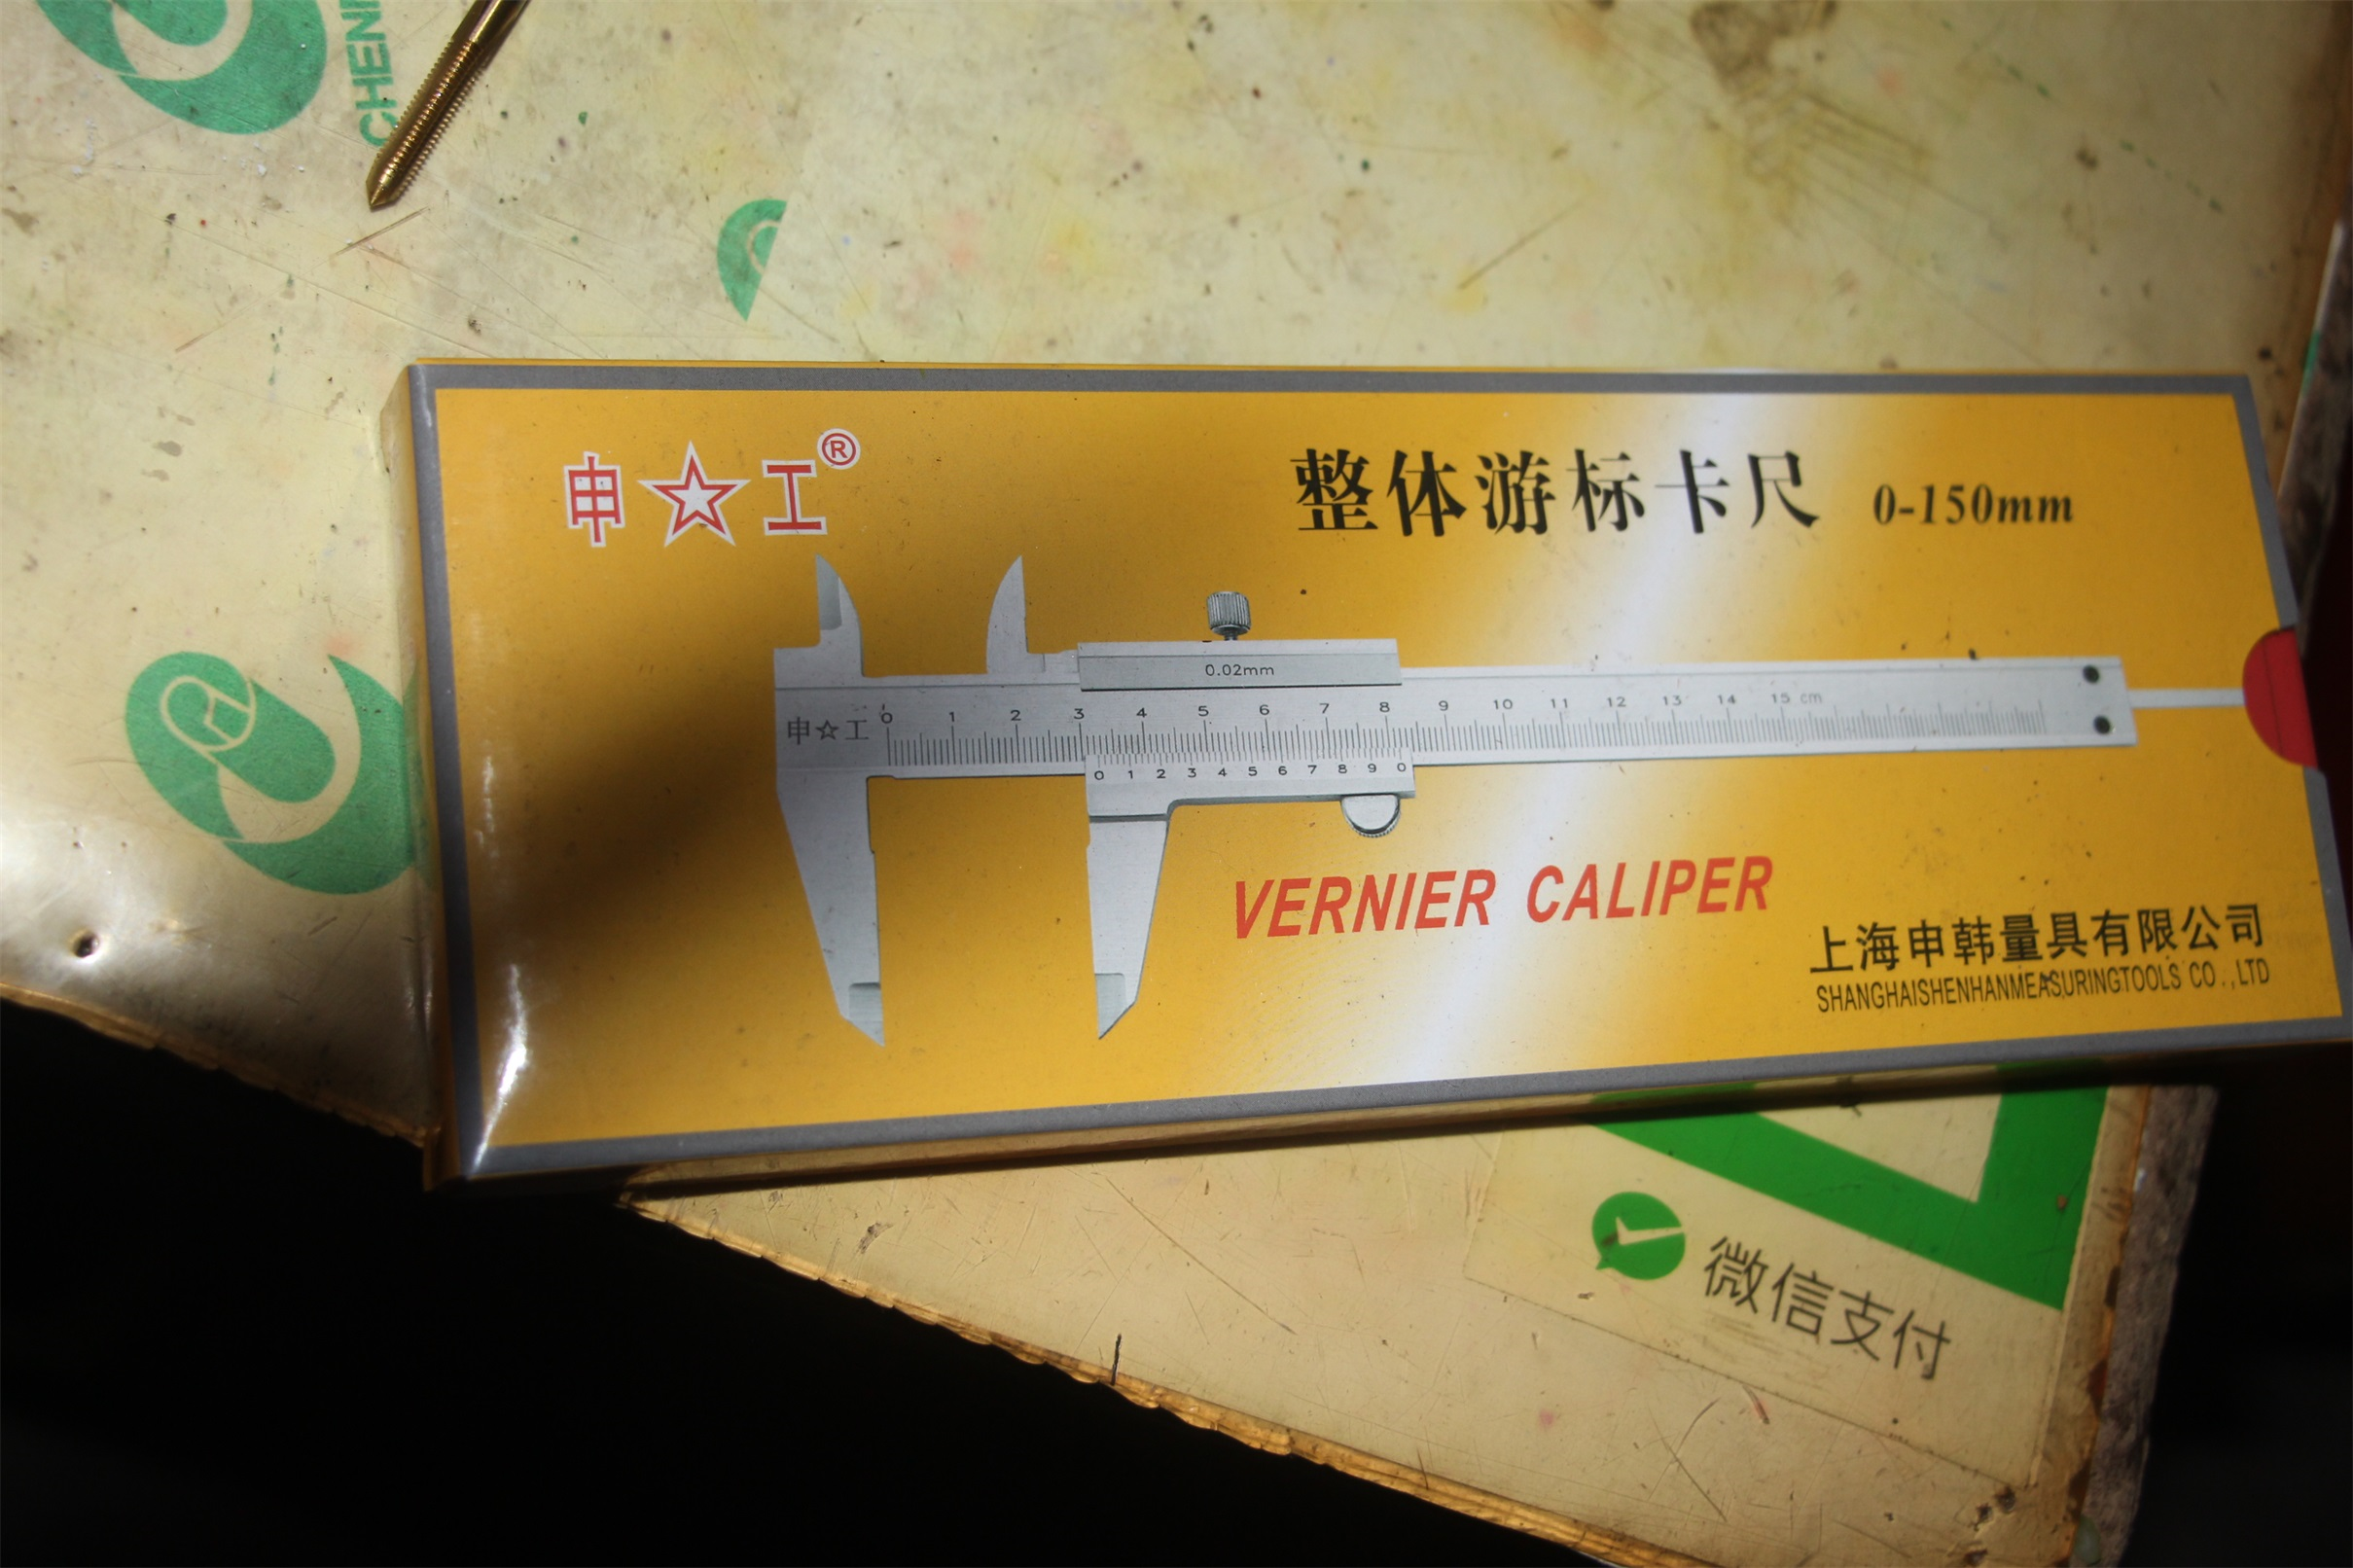 申☆工®
整体游标卡尺 0-150mm
0.02mm
申☆工
0 1 2 3 4 5 6 7 8 9 10 11 12 13 14 15 cm
0 1 2 3 4 5 6 7 8 9 0
VERNIER CALIPER
上海申韩量具有限公司
SHANGHAISHENHANMEASURINGTOOLS CO.,LTD
微信支付